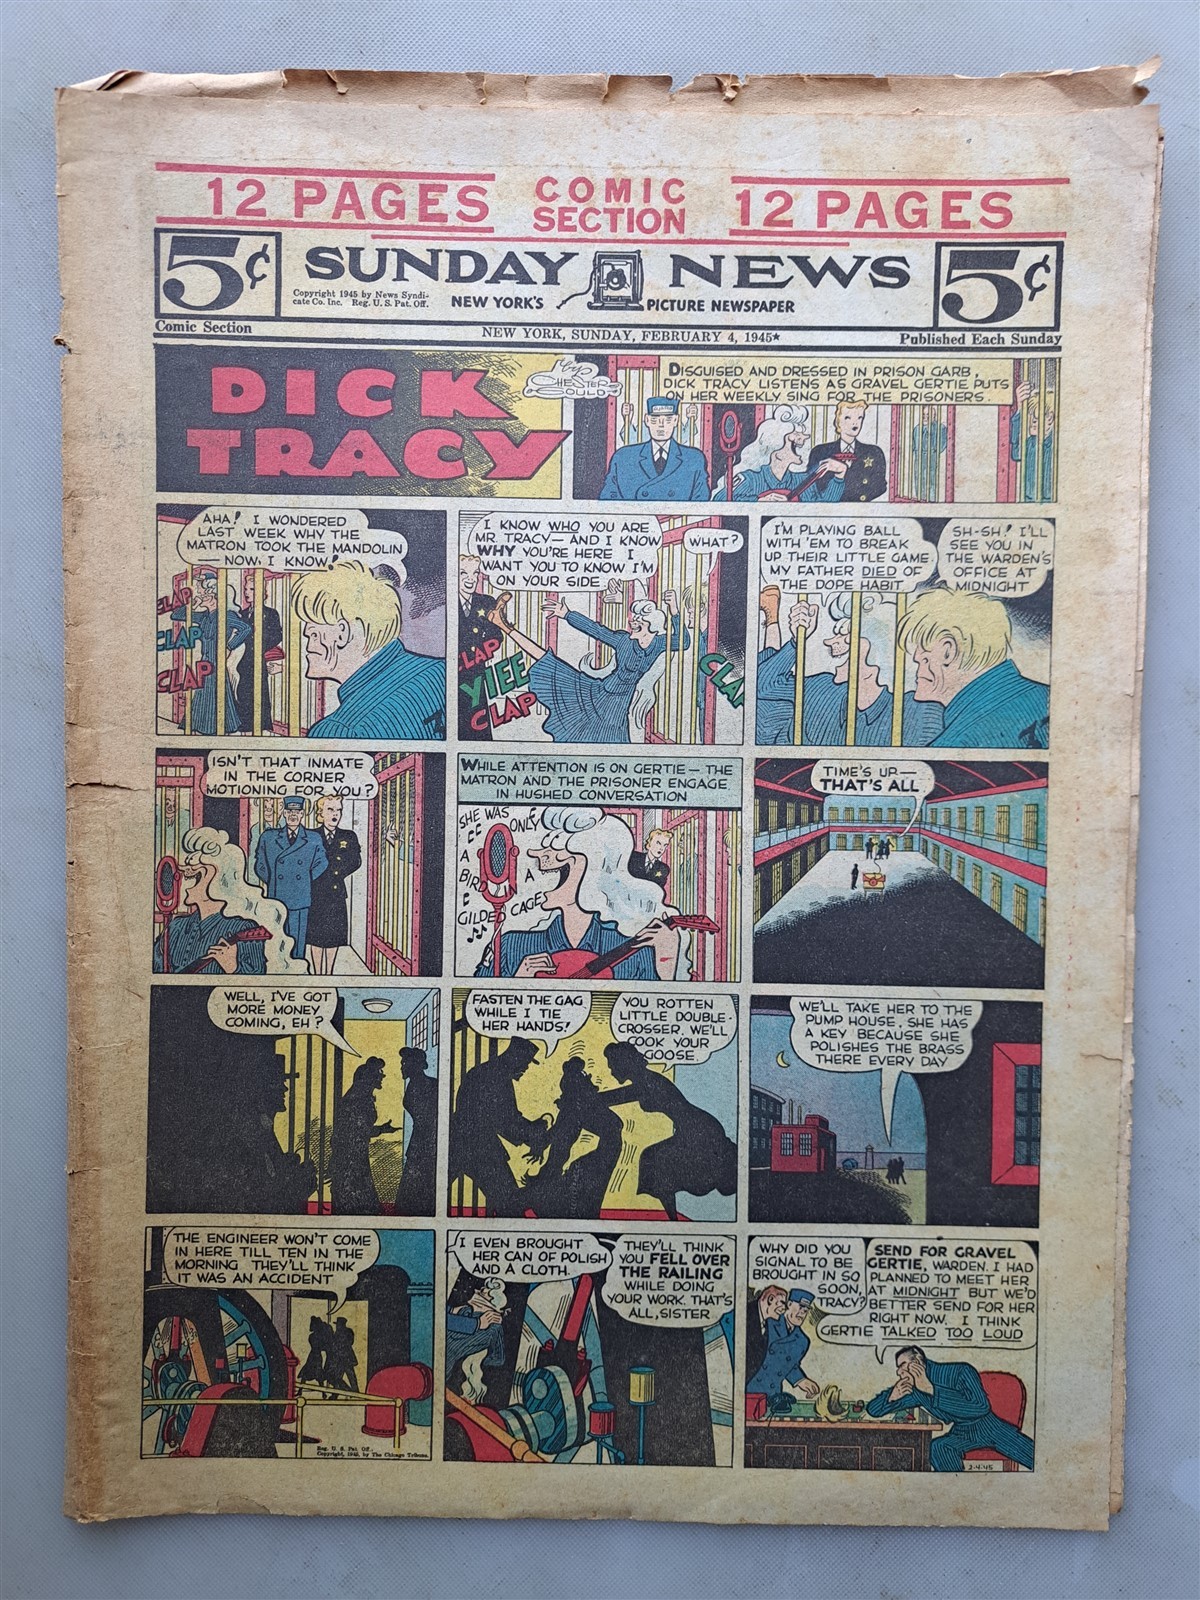 12 PAGES
COMIC
SECTION
12 PAGES
5¢
SUNDAY NEWS
Copyright 1945 by News Syndi-
cate Co. Inc. Reg. U. S. Pat. Off.
NEW YORK'S PICTURE NEWSPAPER
5¢
Comic Section
NEW YORK, SUNDAY, FEBRUARY 4, 1945*
Published Each Sunday
DICK
TRACY
by
CHESTER
GOULD
DISGUISED AND DRESSED IN PRISON GARB,
DICK TRACY LISTENS AS GRAVEL GERTIE PUTS
ON HER WEEKLY SING FOR THE PRISONERS.
AHA! I WONDERED
LAST WEEK WHY THE
MATRON TOOK THE MANDOLIN
— NOW, I KNOW!
CLAP
CLAP
CLAP
I KNOW WHO YOU ARE
MR. TRACY — AND I KNOW
WHY YOU'RE HERE I
WANT YOU TO KNOW I'M
ON YOUR SIDE
WHAT?
CLAP
YIEE
CLAP
CLA
I'M PLAYING BALL
WITH 'EM TO BREAK
UP THEIR LITTLE GAME.
MY FATHER DIED OF
THE DOPE HABIT.
SH-SH! I'LL
SEE YOU IN
THE WARDEN'S
OFFICE AT
MIDNIGHT
ISN'T THAT INMATE
IN THE CORNER
MOTIONING FOR YOU?
WHILE ATTENTION IS ON GERTIE — THE
MATRON AND THE PRISONER ENGAGE
IN HUSHED CONVERSATION
SHE WAS
ONLY
A
BIRD IN A
GILDED CAGE
TIME'S UP —
THAT'S ALL
WELL, I'VE GOT
MORE MONEY
COMING, EH?
FASTEN THE GAG
WHILE I TIE
HER HANDS!
YOU ROTTEN
LITTLE DOUBLE-
CROSSER. WE'LL
COOK YOUR
GOOSE.
WE'LL TAKE HER TO THE
PUMP HOUSE. SHE HAS
A KEY BECAUSE SHE
POLISHES THE BRASS
THERE EVERY DAY
THE ENGINEER WON'T COME
IN HERE TILL TEN IN THE
MORNING THEY'LL THINK
IT WAS AN ACCIDENT
Reg. U. S. Pat. Off.:
Copyright, 1945, by The Chicago Tribune.
I EVEN BROUGHT
HER CAN OF POLISH
AND A CLOTH.
THEY'LL THINK
YOU FELL OVER
THE RAILING
WHILE DOING
YOUR WORK. THAT'S
ALL, SISTER
WHY DID YOU
SIGNAL TO BE
BROUGHT IN SO
SOON,
TRACY?
SEND FOR GRAVEL
GERTIE, WARDEN. I HAD
PLANNED TO MEET HER
AT MIDNIGHT BUT WE'D
BETTER SEND FOR HER
RIGHT NOW. I THINK
GERTIE TALKED TOO LOUD
2-4-45